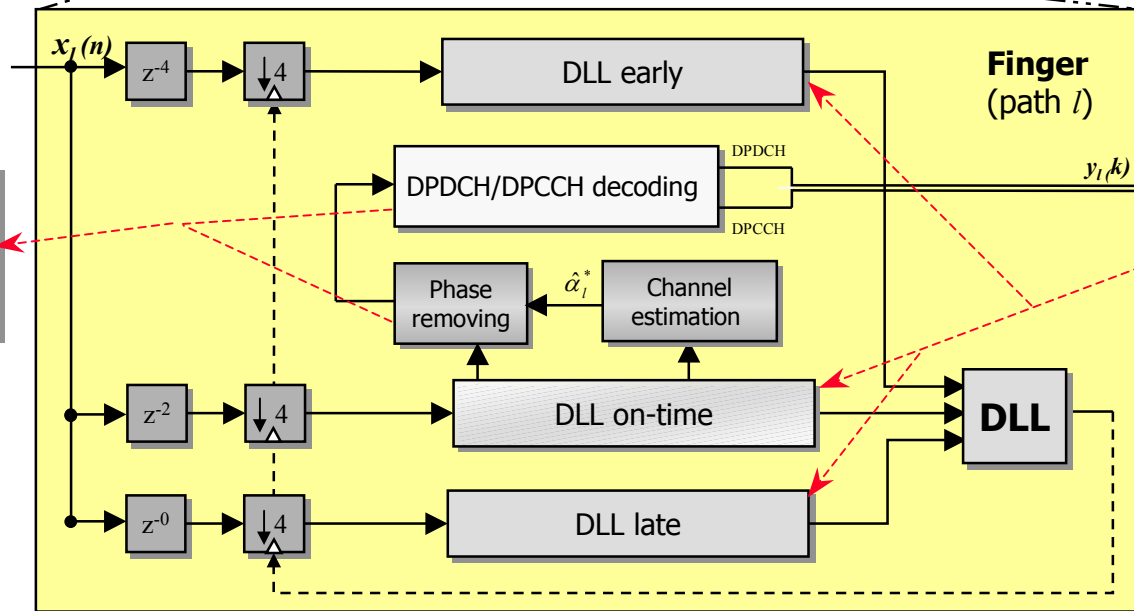 x_l(n)
z⁻⁴
↓4
DLL early
Finger
(path l)
DPDCH/DPCCH decoding
DPDCH
DPCCH
y_l(k)
Phase
removing
α̂_l^*
Channel
estimation
z⁻²
↓4
DLL on-time
DLL
z⁻⁰
↓4
DLL late